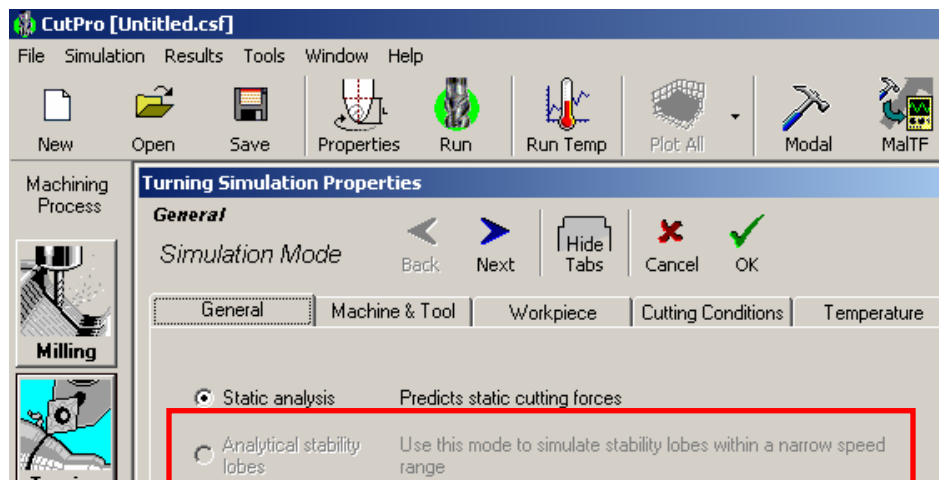 CutPro [Untitled.csf]
File Simulation Results Tools Window Help
New Open Save Properties Run Run Temp Plot All Modal MalTF
Machining
Process
Turning Simulation Properties
General
Simulation Mode
Back Next Hide
Tabs Cancel OK
General Machine & Tool Workpiece Cutting Conditions Temperature
Milling
Static analysis Predicts static cutting forces
Analytical stability
lobes
Use this mode to simulate stability lobes within a narrow speed
range